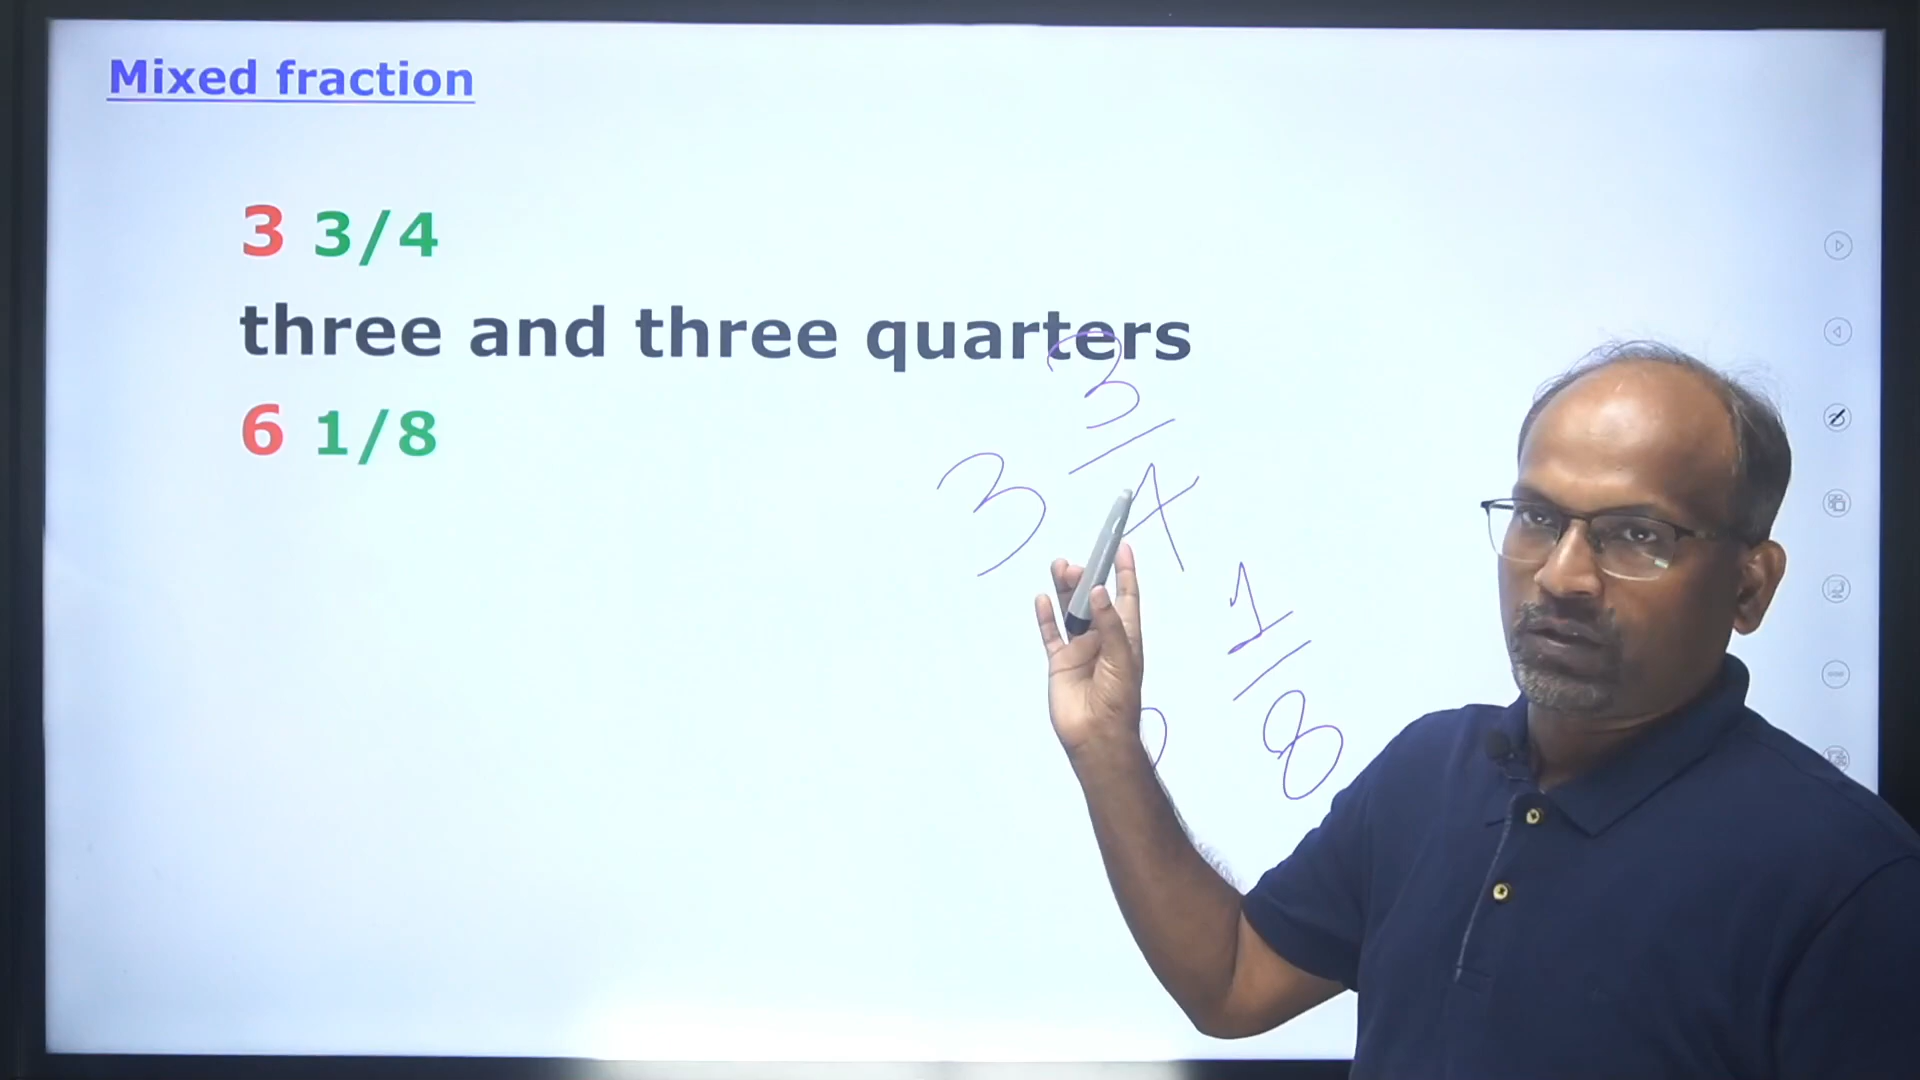 Mixed fraction
3 3/4
three and three quarters
6 1/8
3 3/4
1/8